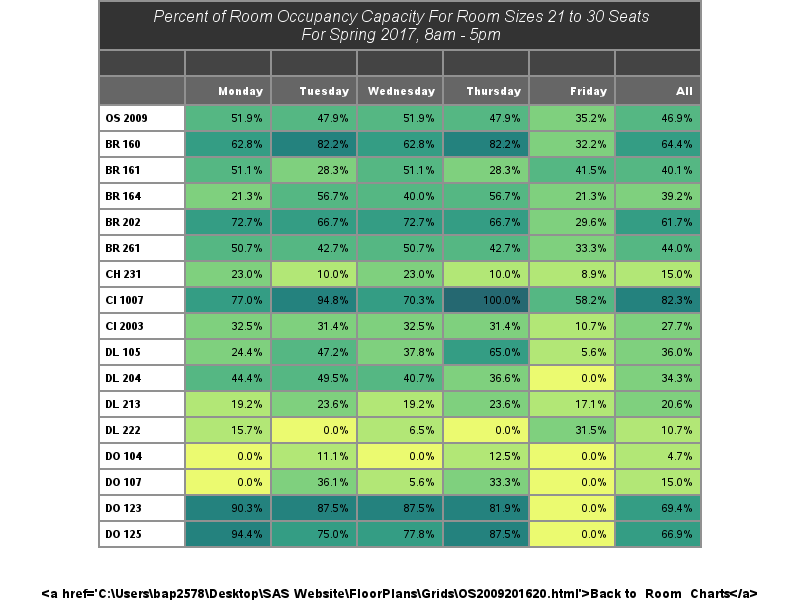 Percent of Room Occupancy Capacity For Room Sizes 21 to 30 Seats
For Spring 2017, 8am - 5pm
Monday Tuesday Wednesday Thursday Friday All
OS 2009 51.9% 47.9% 51.9% 47.9% 35.2% 46.9%
BR 160 62.8% 82.2% 62.8% 82.2% 32.2% 64.4%
BR 161 51.1% 28.3% 51.1% 28.3% 41.5% 40.1%
BR 164 21.3% 56.7% 40.0% 56.7% 21.3% 39.2%
BR 202 72.7% 66.7% 72.7% 66.7% 29.6% 61.7%
BR 261 50.7% 42.7% 50.7% 42.7% 33.3% 44.0%
CH 231 23.0% 10.0% 23.0% 10.0% 8.9% 15.0%
CI 1007 77.0% 94.8% 70.3% 100.0% 58.2% 82.3%
CI 2003 32.5% 31.4% 32.5% 31.4% 10.7% 27.7%
DL 105 24.4% 47.2% 37.8% 65.0% 5.6% 36.0%
DL 204 44.4% 49.5% 40.7% 36.6% 0.0% 34.3%
DL 213 19.2% 23.6% 19.2% 23.6% 17.1% 20.6%
DL 222 15.7% 0.0% 6.5% 0.0% 31.5% 10.7%
DO 104 0.0% 11.1% 0.0% 12.5% 0.0% 4.7%
DO 107 0.0% 36.1% 5.6% 33.3% 0.0% 15.0%
DO 123 90.3% 87.5% 87.5% 81.9% 0.0% 69.4%
DO 125 94.4% 75.0% 77.8% 87.5% 0.0% 66.9%
<a href='C:\Users\bap2578\Desktop\SAS Website\FloorPlans\Grids\OS2009201620.html'>Back to Room Charts</a>